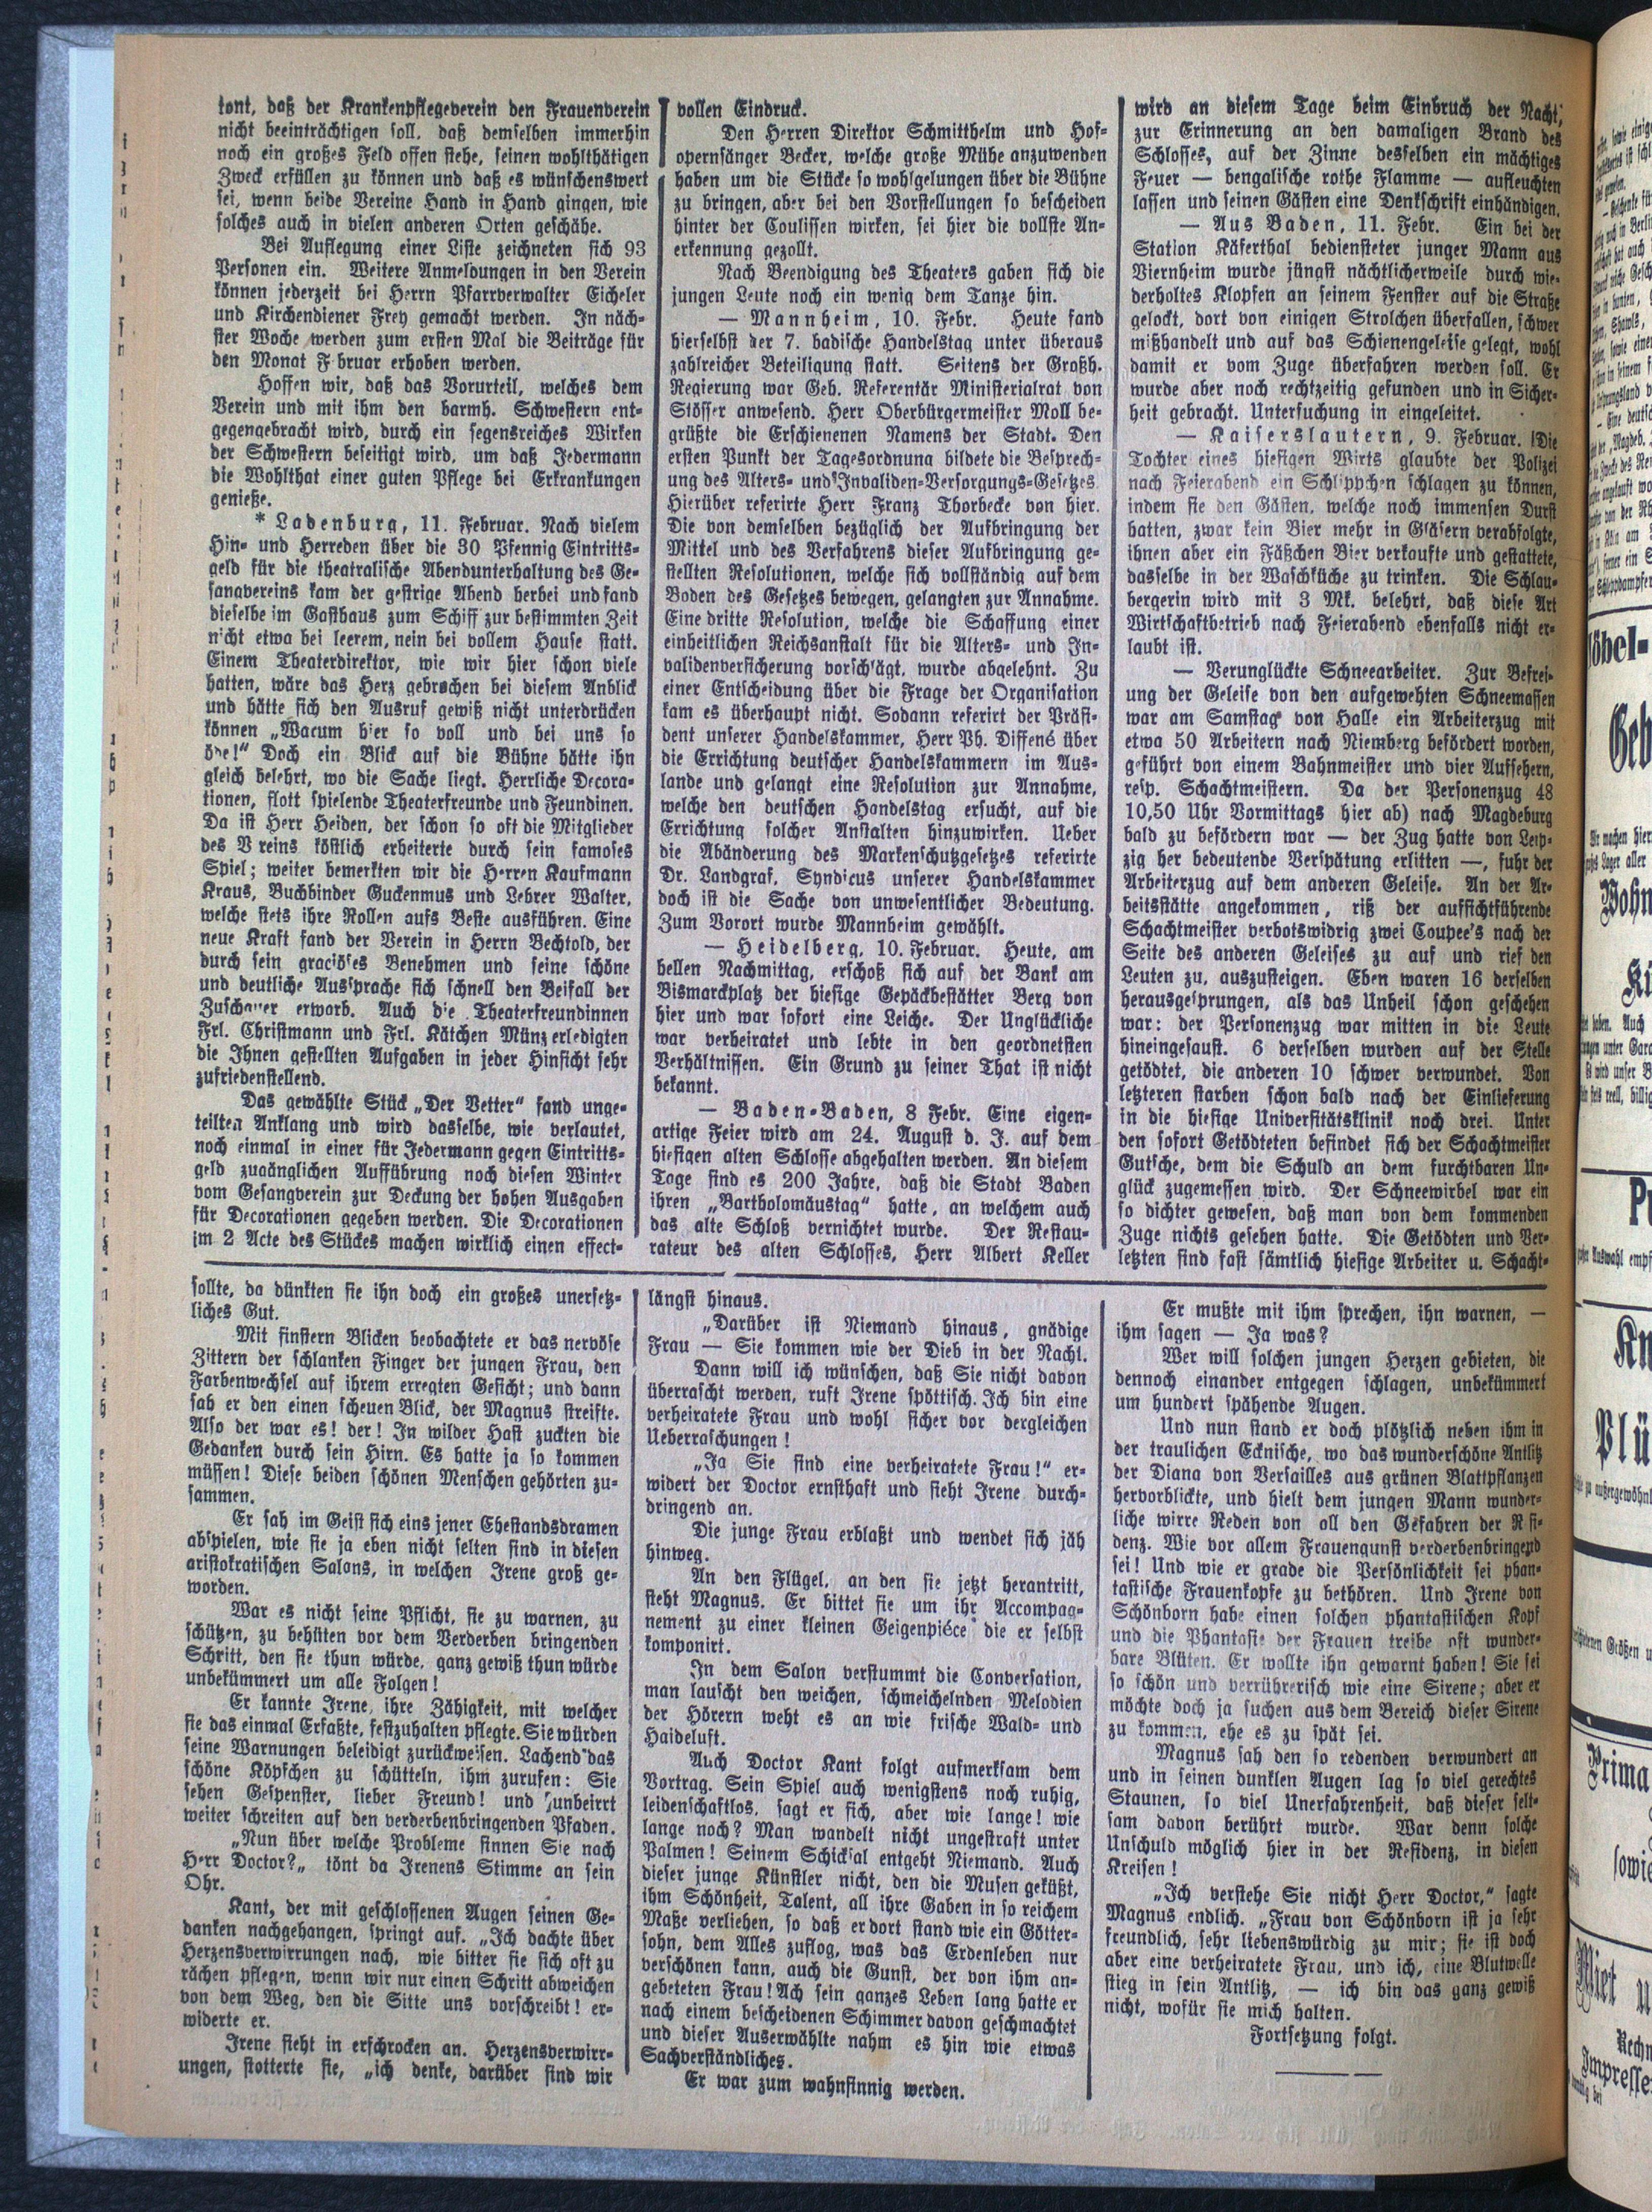 tont, daß der Krankenpflegeverein den Frauenverein
nicht beeinträchtigen soll, daß demselben immerhin
noch ein großes Feld offen stehe, seinen wohlthätigen
Zweck erfüllen zu können und daß es wünschenswert
sei, wenn beide Vereine Hand in Hand gingen, wie
solches auch in vielen anderen Orten geschähe.
Bei Auflegung einer Liste zeichneten sich 93
Personen ein. Weitere Anmeldungen in den Verein
können jederzeit bei Herrn Pfarrverwalter Eicheler
und Kirchendiener Frey gemacht werden. In näch-
ster Woche werden zum ersten Mal die Beiträge für
den Monat F bruar erhoben werden.
Hoffen wir, daß das Vorurteil, welches dem
Verein und mit ihm den barmh. Schwestern ent-
gegengebracht wird, durch ein segensreiches Wirken
der Schwestern beseitigt wird, um daß Jedermann
die Wohlthat einer guten Pflege bei Erkrankungen
genieße.
* Ladenburg, 11. Februar. Nach vielem
Hin- und Herreden über die 30 Pfennig Eintritts-
geld für die theatralische Abendunterhaltung des Ge-
sangvereins kam der gestrige Abend herbei und fand
dieselbe im Gasthaus zum Schiff zur bestimmten Zeit
nicht etwa bei leerem, nein bei vollem Hause statt.
Einem Theaterdirektor, wie wir hier schon viele
hatten, wäre das Herz gebrochen bei diesem Anblick
und hätte sich den Ausruf gewiß nicht unterdrücken
können „Warum hier so voll und bei uns so
öde!" Doch ein Blick auf die Bühne hätte ihn
gleich belehrt, wo die Sache liegt. Herrliche Decora-
tionen, flott spielende Theaterfreunde und Feundinen.
Da ist Herr Heiden, der schon so oft die Mitglieder
des V reins köstlich erheiterte durch sein famoses
Spiel; weiter bemerkten wir die Herren Kaufmann
Kraus, Buchbinder Guckenmus und Lehrer Walter,
welche stets ihre Rollen aufs Beste ausführen. Eine
neue Kraft fand der Verein in Herrn Bechtold, der
durch sein graciöses Benehmen und seine schöne
und deutliche Aussprache sich schnell den Beifall der
Zuschauer erwarb. Auch die Theaterfreundinnen
Frl. Christmann und Frl. Kätchen Münz erledigten
die Ihnen gestellten Aufgaben in jeder Hinsicht sehr
zufriedenstellend.
Das gewählte Stück „Der Vetter" fand unge-
teilten Anklang und wird dasselbe, wie verlautet,
noch einmal in einer für Jedermann gegen Eintritts-
geld zugänglichen Aufführung noch diesen Winter
vom Gesangverein zur Deckung der hohen Ausgaben
für Decorationen gegeben werden. Die Decorationen
im 2 Acte des Stückes machen wirklich einen effect-
vollen Eindruck.
Den Herren Direktor Schmitthelm und Hof-
opernsänger Becker, welche große Mühe anzuwenden
haben um die Stücke so wohlgelungen über die Bühne
zu bringen, aber bei den Vorstellungen so bescheiden
hinter der Coulissen wirken, sei hier die vollste An-
erkennung gezollt.
Nach Beendigung des Theaters gaben sich die
jungen Leute noch ein wenig dem Tanze hin.
— Mannheim, 10. Febr. Heute fand
hierselbst der 7. badische Handelstag unter überaus
zahlreicher Beteiligung statt. Seitens der Großh.
Regierung war Geh. Referentär Ministerialrat von
Stösser anwesend. Herr Oberbürgermeister Moll be-
grüßte die Erschienenen Namens der Stadt. Den
ersten Punkt der Tagesordnung bildete die Besprech-
ung des Alters- und Invaliden-Versorgungs-Gesetzes.
Hierüber referirte Herr Franz Thorbecke von hier.
Die von demselben bezüglich der Aufbringung der
Mittel und des Verfahrens dieser Aufbringung ge-
stellten Resolutionen, welche sich vollständig auf dem
Boden des Gesetzes bewegen, gelangten zur Annahme.
Eine dritte Resolution, welche die Schaffung einer
einheitlichen Reichsanstalt für die Alters- und In-
validenversicherung vorschlägt, wurde abgelehnt. Zu
einer Entscheidung über die Frage der Organisation
kam es überhaupt nicht. Sodann referirt der Präsi-
dent unserer Handelskammer, Herr Ph. Diffené über
die Errichtung deutscher Handelskammern im Aus-
lande und gelangt eine Resolution zur Annahme,
welche den deutschen Handelstag ersucht, auf die
Errichtung solcher Anstalten hinzuwirken. Ueber
die Abänderung des Markenschutzgesetzes referirte
Dr. Landgraf, Syndicus unserer Handelskammer
doch ist die Sache von unwesentlicher Bedeutung.
Zum Vorort wurde Mannheim gewählt.
— Heidelberg, 10. Februar. Heute, am
hellen Nachmittag, erschoß sich auf der Bank am
Bismarckplatz der hiesige Gepäckbestätter Berg von
hier und war sofort eine Leiche. Der Unglückliche
war verheiratet und lebte in den geordnetsten
Verhältnissen. Ein Grund zu seiner That ist nicht
bekannt.
— Baden-Baden, 8 Febr. Eine eigen-
artige Feier wird am 24. August d. J. auf dem
hiesigen alten Schlosse abgehalten werden. An diesem
Tage sind es 200 Jahre, daß die Stadt Baden
ihren „Bartholomäustag" hatte, an welchem auch
das alte Schloß vernichtet wurde. Der Restau-
rateur des alten Schlosses, Herr Albert Keller
wird an diesem Tage beim Einbruch der Nacht,
zur Erinnerung an den damaligen Brand des
Schlosses, auf der Zinne desselben ein mächtiges
Feuer — bengalische rothe Flamme — aufleuchten
lassen und seinen Gästen eine Denkschrift einhändigen.
— Aus Baden, 11. Febr. Ein bei der
Station Käferthal bediensteter junger Mann aus
Viernheim wurde jüngst nächtlicherweile durch wie-
derholtes Klopfen an seinem Fenster auf die Straße
gelockt, dort von einigen Strolchen überfallen, schwer
mißhandelt und auf das Schienengeleise gelegt, wohl
damit er vom Zuge überfahren werden soll. Er
wurde aber noch rechtzeitig gefunden und in Sicher-
heit gebracht. Untersuchung in eingeleitet.
— Kaiserslautern, 9. Februar. Die
Tochter eines hiesigen Wirts glaubte der Polizei
nach Feierabend ein Schlippchen schlagen zu können,
indem sie den Gästen, welche noch immensen Durst
hatten, zwar kein Bier mehr in Gläsern verabfolgte,
ihnen aber ein Fäßchen Bier verkaufte und gestattete,
dasselbe in der Waschküche zu trinken. Die Schlau-
bergerin wird mit 3 Mk. belehrt, daß diese Art
Wirtschaftbetrieb nach Feierabend ebenfalls nicht er-
laubt ist.
— Verunglückte Schneearbeiter. Zur Befrei-
ung der Geleise von den aufgewehten Schneemassen
war am Samstag von Halle ein Arbeiterzug mit
etwa 50 Arbeitern nach Niemberg befördert worden,
geführt von einem Bahnmeister und vier Aufsehern,
resp. Schachtmeistern. Da der Personenzug 48
10,50 Uhr Vormittags hier ab) nach Magdeburg
bald zu befördern war — der Zug hatte von Leip-
zig her bedeutende Verspätung erlitten —, fuhr der
Arbeiterzug auf dem anderen Geleise. An der Ar-
beitsstätte angekommen, riß der aufsichtführende
Schachtmeister verbotswidrig zwei Coupee's nach der
Seite des anderen Geleises zu auf und rief den
Leuten zu, auszusteigen. Eben waren 16 derselben
herausgesprungen, als das Unheil schon geschehen
war: der Personenzug war mitten in die Leute
hineingesaust. 6 derselben wurden auf der Stelle
getödtet, die anderen 10 schwer verwundet. Von
letzteren starben schon bald nach der Einlieferung
in die hiesige Universitätsklinik noch drei. Unter
den sofort Getödteten befindet sich der Schachtmeister
Gutsche, dem die Schuld an dem furchtbaren Un-
glück zugemessen wird. Der Schneewirbel war ein
so dichter gewesen, daß man von dem kommenden
Zuge nichts gesehen hatte. Die Getödten und Ver-
letzten sind fast sämtlich hiesige Arbeiter u. Schacht-
sollte, da dünkten sie ihn doch ein großes unersetz-
liches Gut.
Mit finstern Blicken beobachtete er das nervöse
Zittern der schlanken Finger der jungen Frau, den
Farbenwechsel auf ihrem erregten Gesicht; und dann
sah er den einen scheuen Blick, der Magnus streifte.
Also der war es! der! In wilder Hast zuckten die
Gedanken durch sein Hirn. Es hatte ja so kommen
müssen! Diese beiden schönen Menschen gehörten zu-
sammen.
Er sah im Geist sich eins jener Ehestandsdramen
abspielen, wie sie ja eben nicht selten sind in diesen
aristokratischen Salons, in welchen Irene groß ge-
worden.
War es nicht seine Pflicht, sie zu warnen, zu
schützen, zu behüten vor dem Verderben bringenden
Schritt, den sie thun würde, ganz gewiß thun würde
unbekümmert um alle Folgen!
Er kannte Irene, ihre Zähigkeit, mit welcher
sie das einmal Erfaßte, festzuhalten pflegte. Sie würden
seine Warnungen beleidigt zurückweisen. Lachend das
schöne Köpfchen zu schütteln, ihm zurufen: Sie
sehen Gespenster, lieber Freund! und unbeirrt
weiter schreiten auf den verderbenbringenden Pfaden.
„Nun über welche Probleme sinnen Sie nach
Herr Doctor?„ tönt da Irenens Stimme an sein
Ohr.
Kant, der mit geschlossenen Augen seinen Ge-
danken nachgehangen, springt auf. „Ich dachte über
Herzensverwirrungen nach, wie bitter sie sich oft zu
rächen pflegen, wenn wir nur einen Schritt abweichen
von dem Weg, den die Sitte uns vorschreibt! er-
widerte er.
Irene sieht in erschrocken an. Herzensverwirr-
ungen, stotterte sie, „ich denke, darüber sind wir
längst hinaus.
„Darüber ist Niemand hinaus, gnädige
Frau — Sie kommen wie der Dieb in der Nacht.
Dann will ich wünschen, daß Sie nicht davon
überrascht werden, ruft Irene spöttisch. Ich bin eine
verheiratete Frau und wohl sicher vor dergleichen
Ueberraschungen!
„Ja Sie sind eine verheiratete Frau!" er-
widert der Doctor ernsthaft und sieht Irene durch-
dringend an.
Die junge Frau erblaßt und wendet sich jäh
hinweg.
An den Flügel, an den sie jetzt herantritt,
steht Magnus. Er bittet sie um ihr Accompag-
nement zu einer kleinen Geigenpiéce die er selbst
komponirt.
In dem Salon verstummt die Conversation,
man lauscht den weichen, schmeichelnden Melodien
der Hörern weht es an wie frische Wald- und
Haideluft.
Auch Doctor Kant folgt aufmerksam dem
Vortrag. Sein Spiel auch wenigstens noch ruhig,
leidenschaftlos, sagt er sich, aber wie lange! wie
lange noch? Man wandelt nicht ungestraft unter
Palmen! Seinem Schicksal entgeht Niemand. Auch
dieser junge Künstler nicht, den die Musen geküßt,
ihm Schönheit, Talent, all ihre Gaben in so reichem
Maße verliehen, so daß er dort stand wie ein Götter-
sohn, dem Alles zuflog, was das Erdenleben nur
verschönen kann, auch die Gunst, der von ihm an-
gebeteten Frau! Ach sein ganzes Leben lang hatte er
nach einem bescheidenen Schimmer davon geschmachtet
und dieser Auserwählte nahm es hin wie etwas
Sachverständliches.
Er war zum wahnsinnig werden.
Er mußte mit ihm sprechen, ihn warnen, —
ihm sagen — Ja was?
Wer will solchen jungen Herzen gebieten, die
dennoch einander entgegen schlagen, unbekümmert
um hundert spähende Augen.
Und nun stand er doch plötzlich neben ihm in
der traulichen Ecknische, wo das wunderschöne Antlitz
der Diana von Versailles aus grünen Blattpflanzen
hervorblickte, und hielt dem jungen Mann wunder-
liche wirre Reden von all den Gefahren der R si-
denz. Wie vor allem Frauengunst verderbenbringend
sei! Und wie er grade die Persönlichkeit sei phan-
tastische Frauenkopfe zu bethören. Und Irene von
Schönborn habe einen solchen phantastischen Kopf
und die Phantasie der Frauen treibe oft wunder-
bare Blüten. Er wollte ihn gewarnt haben! Sie sei
so schön und verrührerisch wie eine Sirene; aber er
möchte doch ja suchen aus dem Bereich dieser Sirene
zu kommen, ehe es zu spät sei.
Magnus sah den so redenden verwundert an
und in seinen dunklen Augen lag so viel gerechtes
Staunen, so viel Unerfahrenheit, daß dieser selt-
sam davon berührt wurde. War denn solche
Unschuld möglich hier in der Residenz, in diesen
Kreisen!
„Ich verstehe Sie nicht Herr Doctor," sagte
Magnus endlich. „Frau von Schönborn ist ja sehr
freundlich, sehr liebenswürdig zu mir; sie ist doch
aber eine verheiratete Frau, und ich, eine Blutwelle
stieg in sein Antlitz, — ich bin das ganz gewiß
nicht, wofür sie mich halten.
Fortsetzung folgt.